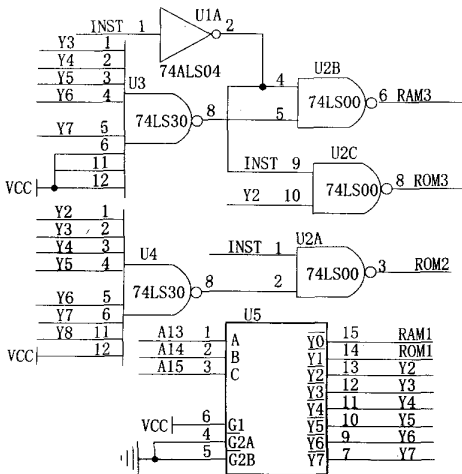 INST 1 U1A 2
74ALS04
Y3 1
Y4 2
Y5 3
Y6 4
Y7 5
6
11
VCC 12
U3
74LS30
8
4 U2B
5 74LS00
6 RAM3
INST 9 U2C
Y2 10 74LS00
8 ROM3
Y2 1
Y3 2
Y4 3
Y5 4
Y6 5
Y7 6
Y8 11
VCC 12
U4
74LS30
8
INST 1 U2A
2 74LS00
3 ROM2
U5
A13 1 A
A14 2 B
A15 3 C
VCC 6 G1
4 G2A
5 G2B
Y0 15 RAM1
Y1 14 ROM1
Y2 13 Y2
Y3 12 Y3
Y4 11 Y4
Y5 10 Y5
Y6 9 Y6
Y7 7 Y7